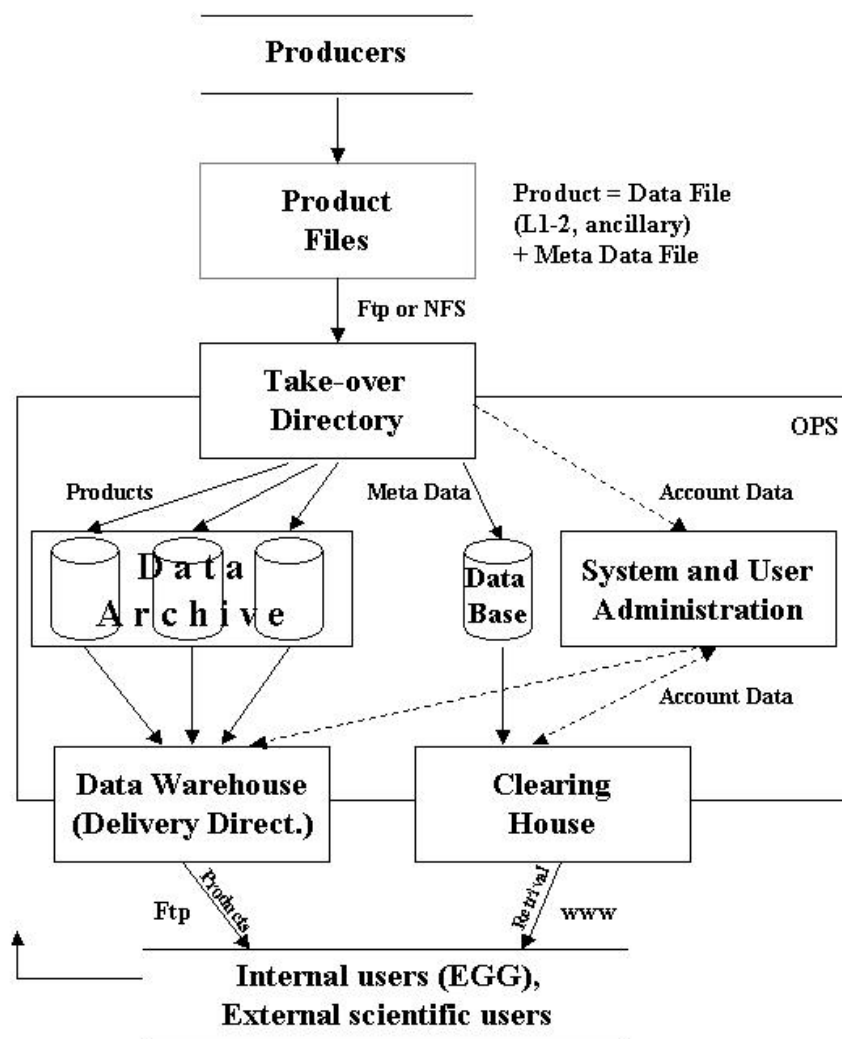 Producers
Product
Files
Product = Data File
(L1-2, ancillary)
+ Meta Data File
Ftp or NFS
Take-over
Directory
OPS
Products
Meta Data
Account Data
Data
Archive
Data
Base
System and User
Administration
Account Data
Data Warehouse
(Delivery Direct.)
Clearing
House
Ftp
Products
Retrival
www
Internal users (EGG),
External scientific users